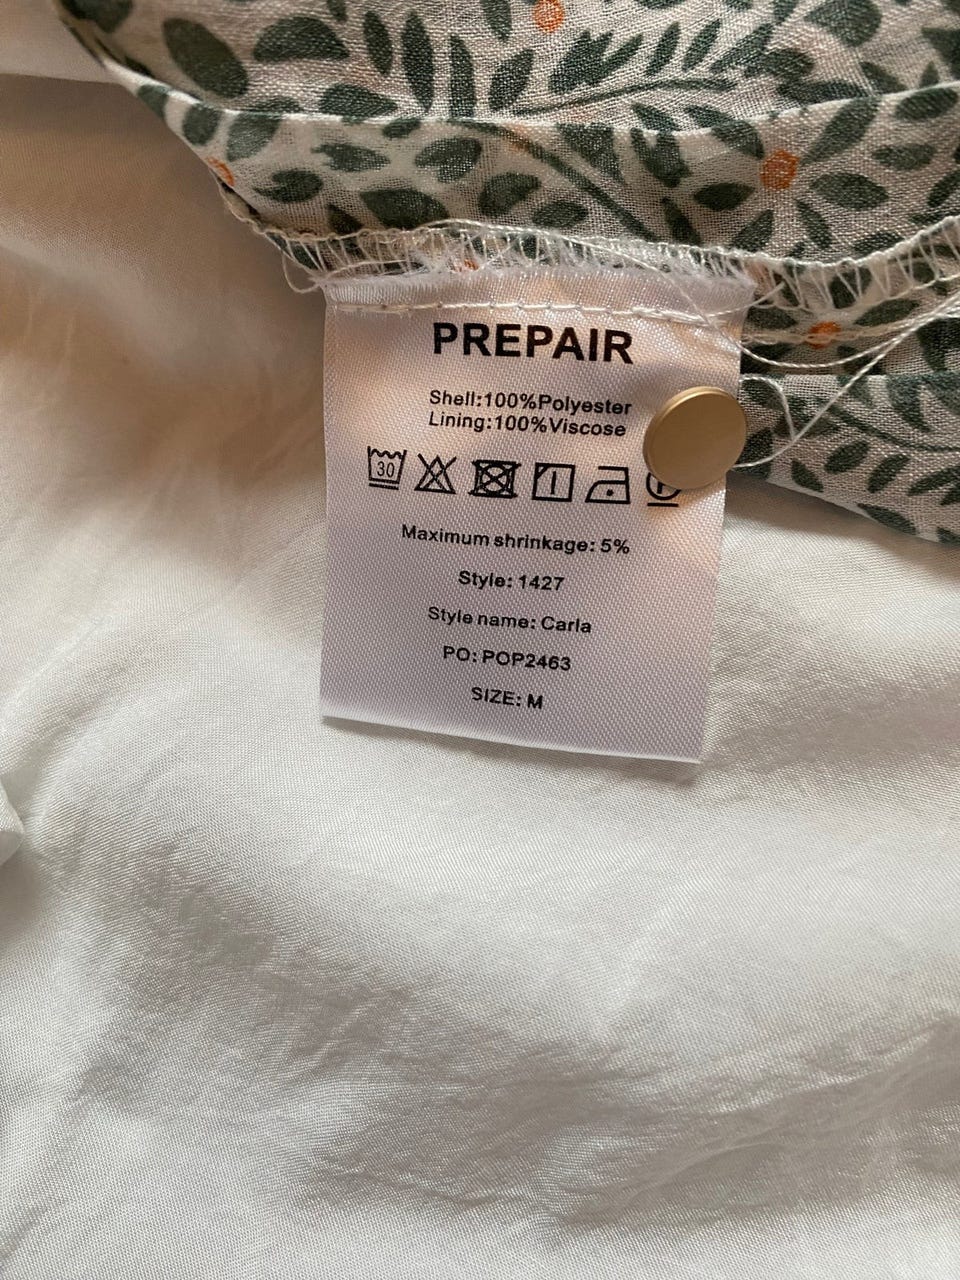 PREPAIR
Shell:100%Polyester
Lining:100%Viscose
30
Maximum shrinkage: 5%
Style: 1427
Style name: Carla
PO: POP2463
SIZE: M